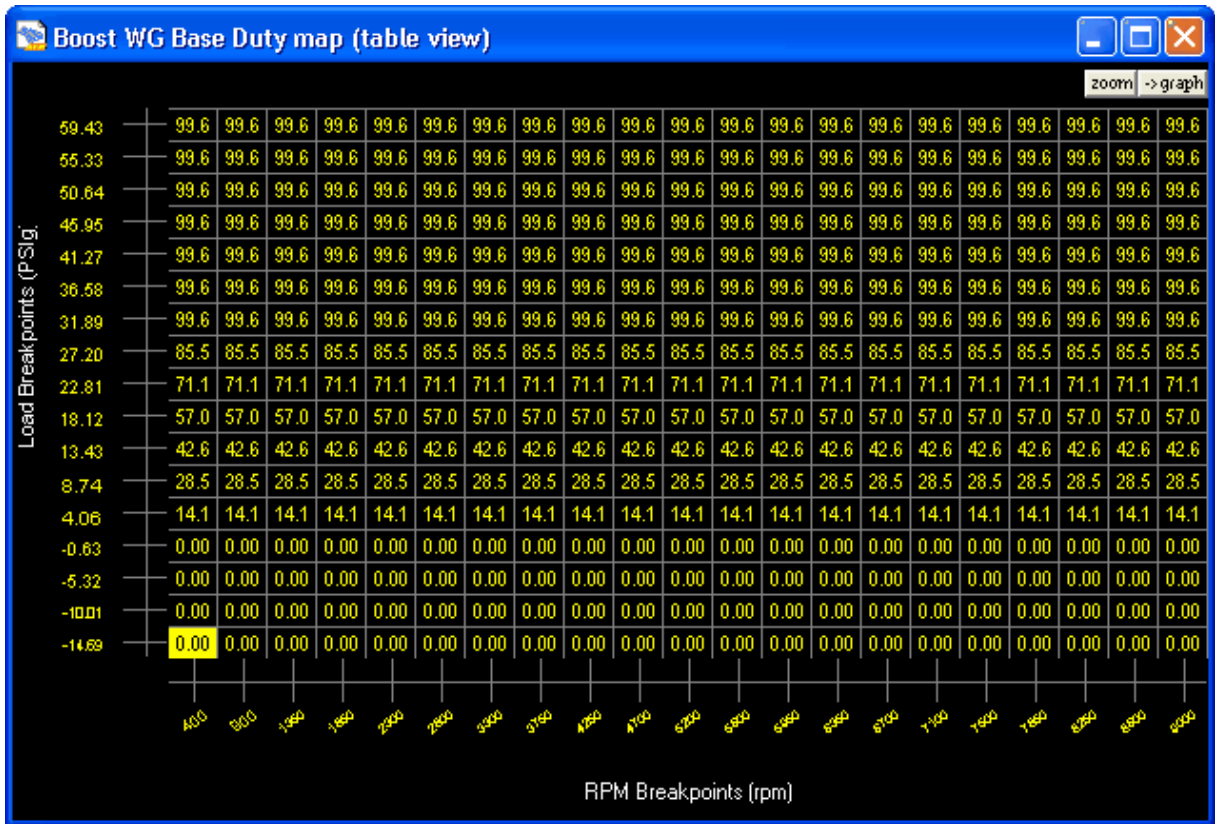 Boost WG Base Duty map (table view)
zoom ->graph
59.43 99.6 99.6 99.6 99.6 99.6 99.6 99.6 99.6 99.6 99.6 99.6 99.6 99.6 99.6 99.6 99.6 99.6 99.6 99.6 99.6 99.6
55.33 99.6 99.6 99.6 99.6 99.6 99.6 99.6 99.6 99.6 99.6 99.6 99.6 99.6 99.6 99.6 99.6 99.6 99.6 99.6 99.6 99.6
50.64 99.6 99.6 99.6 99.6 99.6 99.6 99.6 99.6 99.6 99.6 99.6 99.6 99.6 99.6 99.6 99.6 99.6 99.6 99.6 99.6 99.6
45.95 99.6 99.6 99.6 99.6 99.6 99.6 99.6 99.6 99.6 99.6 99.6 99.6 99.6 99.6 99.6 99.6 99.6 99.6 99.6 99.6 99.6
41.27 99.6 99.6 99.6 99.6 99.6 99.6 99.6 99.6 99.6 99.6 99.6 99.6 99.6 99.6 99.6 99.6 99.6 99.6 99.6 99.6 99.6
36.58 99.6 99.6 99.6 99.6 99.6 99.6 99.6 99.6 99.6 99.6 99.6 99.6 99.6 99.6 99.6 99.6 99.6 99.6 99.6 99.6 99.6
31.89 99.6 99.6 99.6 99.6 99.6 99.6 99.6 99.6 99.6 99.6 99.6 99.6 99.6 99.6 99.6 99.6 99.6 99.6 99.6 99.6 99.6
27.20 85.5 85.5 85.5 85.5 85.5 85.5 85.5 85.5 85.5 85.5 85.5 85.5 85.5 85.5 85.5 85.5 85.5 85.5 85.5 85.5 85.5
22.81 71.1 71.1 71.1 71.1 71.1 71.1 71.1 71.1 71.1 71.1 71.1 71.1 71.1 71.1 71.1 71.1 71.1 71.1 71.1 71.1 71.1
18.12 57.0 57.0 57.0 57.0 57.0 57.0 57.0 57.0 57.0 57.0 57.0 57.0 57.0 57.0 57.0 57.0 57.0 57.0 57.0 57.0 57.0
13.43 42.6 42.6 42.6 42.6 42.6 42.6 42.6 42.6 42.6 42.6 42.6 42.6 42.6 42.6 42.6 42.6 42.6 42.6 42.6 42.6 42.6
8.74 28.5 28.5 28.5 28.5 28.5 28.5 28.5 28.5 28.5 28.5 28.5 28.5 28.5 28.5 28.5 28.5 28.5 28.5 28.5 28.5 28.5
4.06 14.1 14.1 14.1 14.1 14.1 14.1 14.1 14.1 14.1 14.1 14.1 14.1 14.1 14.1 14.1 14.1 14.1 14.1 14.1 14.1 14.1
-0.63 0.00 0.00 0.00 0.00 0.00 0.00 0.00 0.00 0.00 0.00 0.00 0.00 0.00 0.00 0.00 0.00 0.00 0.00 0.00 0.00 0.00
-5.32 0.00 0.00 0.00 0.00 0.00 0.00 0.00 0.00 0.00 0.00 0.00 0.00 0.00 0.00 0.00 0.00 0.00 0.00 0.00 0.00 0.00
-10.01 0.00 0.00 0.00 0.00 0.00 0.00 0.00 0.00 0.00 0.00 0.00 0.00 0.00 0.00 0.00 0.00 0.00 0.00 0.00 0.00 0.00
-14.69 0.00 0.00 0.00 0.00 0.00 0.00 0.00 0.00 0.00 0.00 0.00 0.00 0.00 0.00 0.00 0.00 0.00 0.00 0.00 0.00 0.00
Load Breakpoints (PSIg)
400 1350 1850 2300 2800 3300 3750 4250 4700 5200 6700 7100 7850 8250 9000
RPM Breakpoints (rpm)